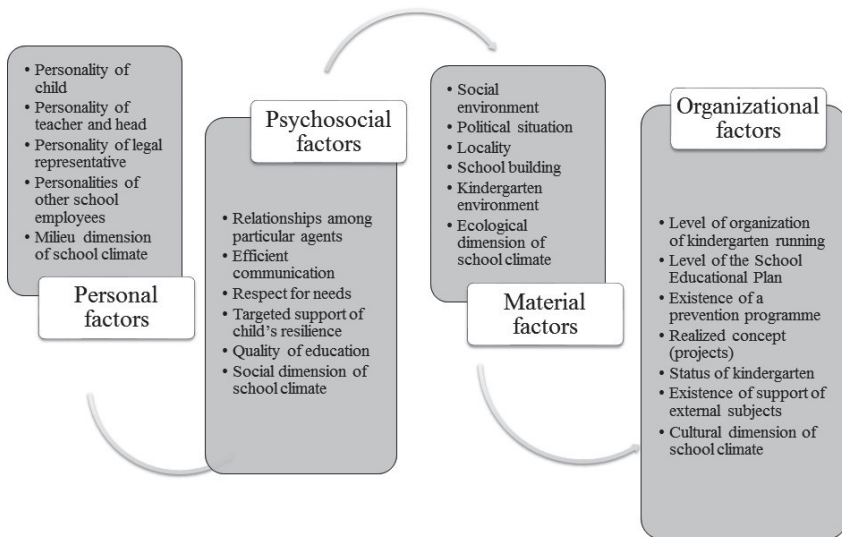 • Personality of
child
• Personality of
teacher and head
• Personality of legal
representative
• Personalities of
other school
employees
• Milieu dimension
of school climate
Personal
factors
Psychosocial
factors
• Relationships among
particular agents
• Efficient
communication
• Respect for needs
• Targeted support of
child's resilience
• Quality of education
• Social dimension of
school climate
• Social
environment
• Political situation
• Locality
• School building
• Kindergarten
environment
• Ecological
dimension of
school climate
Material
factors
Organizational
factors
• Level of organization
of kindergarten running
• Level of the School
Educational Plan
• Existence of a
prevention programme
• Realized concept
(projects)
• Status of kindergarten
• Existence of support of
external subjects
• Cultural dimension of
school climate